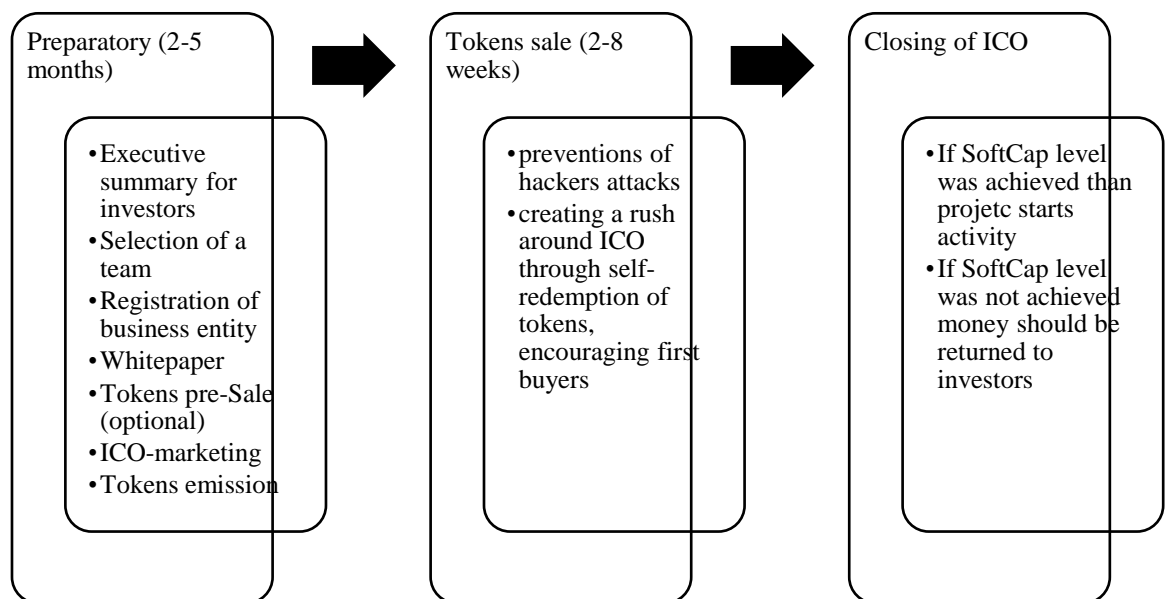 Preparatory (2-5
months)
•Executive
summary for
investors
•Selection of a
team
•Registration of
business entity
•Whitepaper
•Tokens pre-Sale
(optional)
•ICO-marketing
•Tokens emission
Tokens sale (2-8
weeks)
•preventions of
hackers attacks
•creating a rush
around ICO
through self-
redemption of
tokens,
encouraging first
buyers
Closing of ICO
•If SoftCap level
was achieved than
projetc starts
activity
•If SoftCap level
was not achieved
money should be
returned to
investors